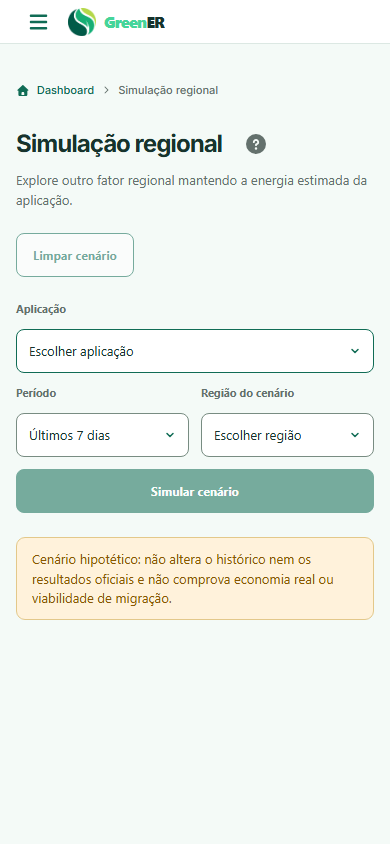 GreenER
Dashboard > Simulação regional
Simulação regional ?
Explore outro fator regional mantendo a energia estimada da
aplicação.
Limpar cenário
Aplicação
Escolher aplicação
Período
Região do cenário
Últimos 7 dias
Escolher região
Simular cenário
Cenário hipotético: não altera o histórico nem os
resultados oficiais e não comprova economia real ou
viabilidade de migração.